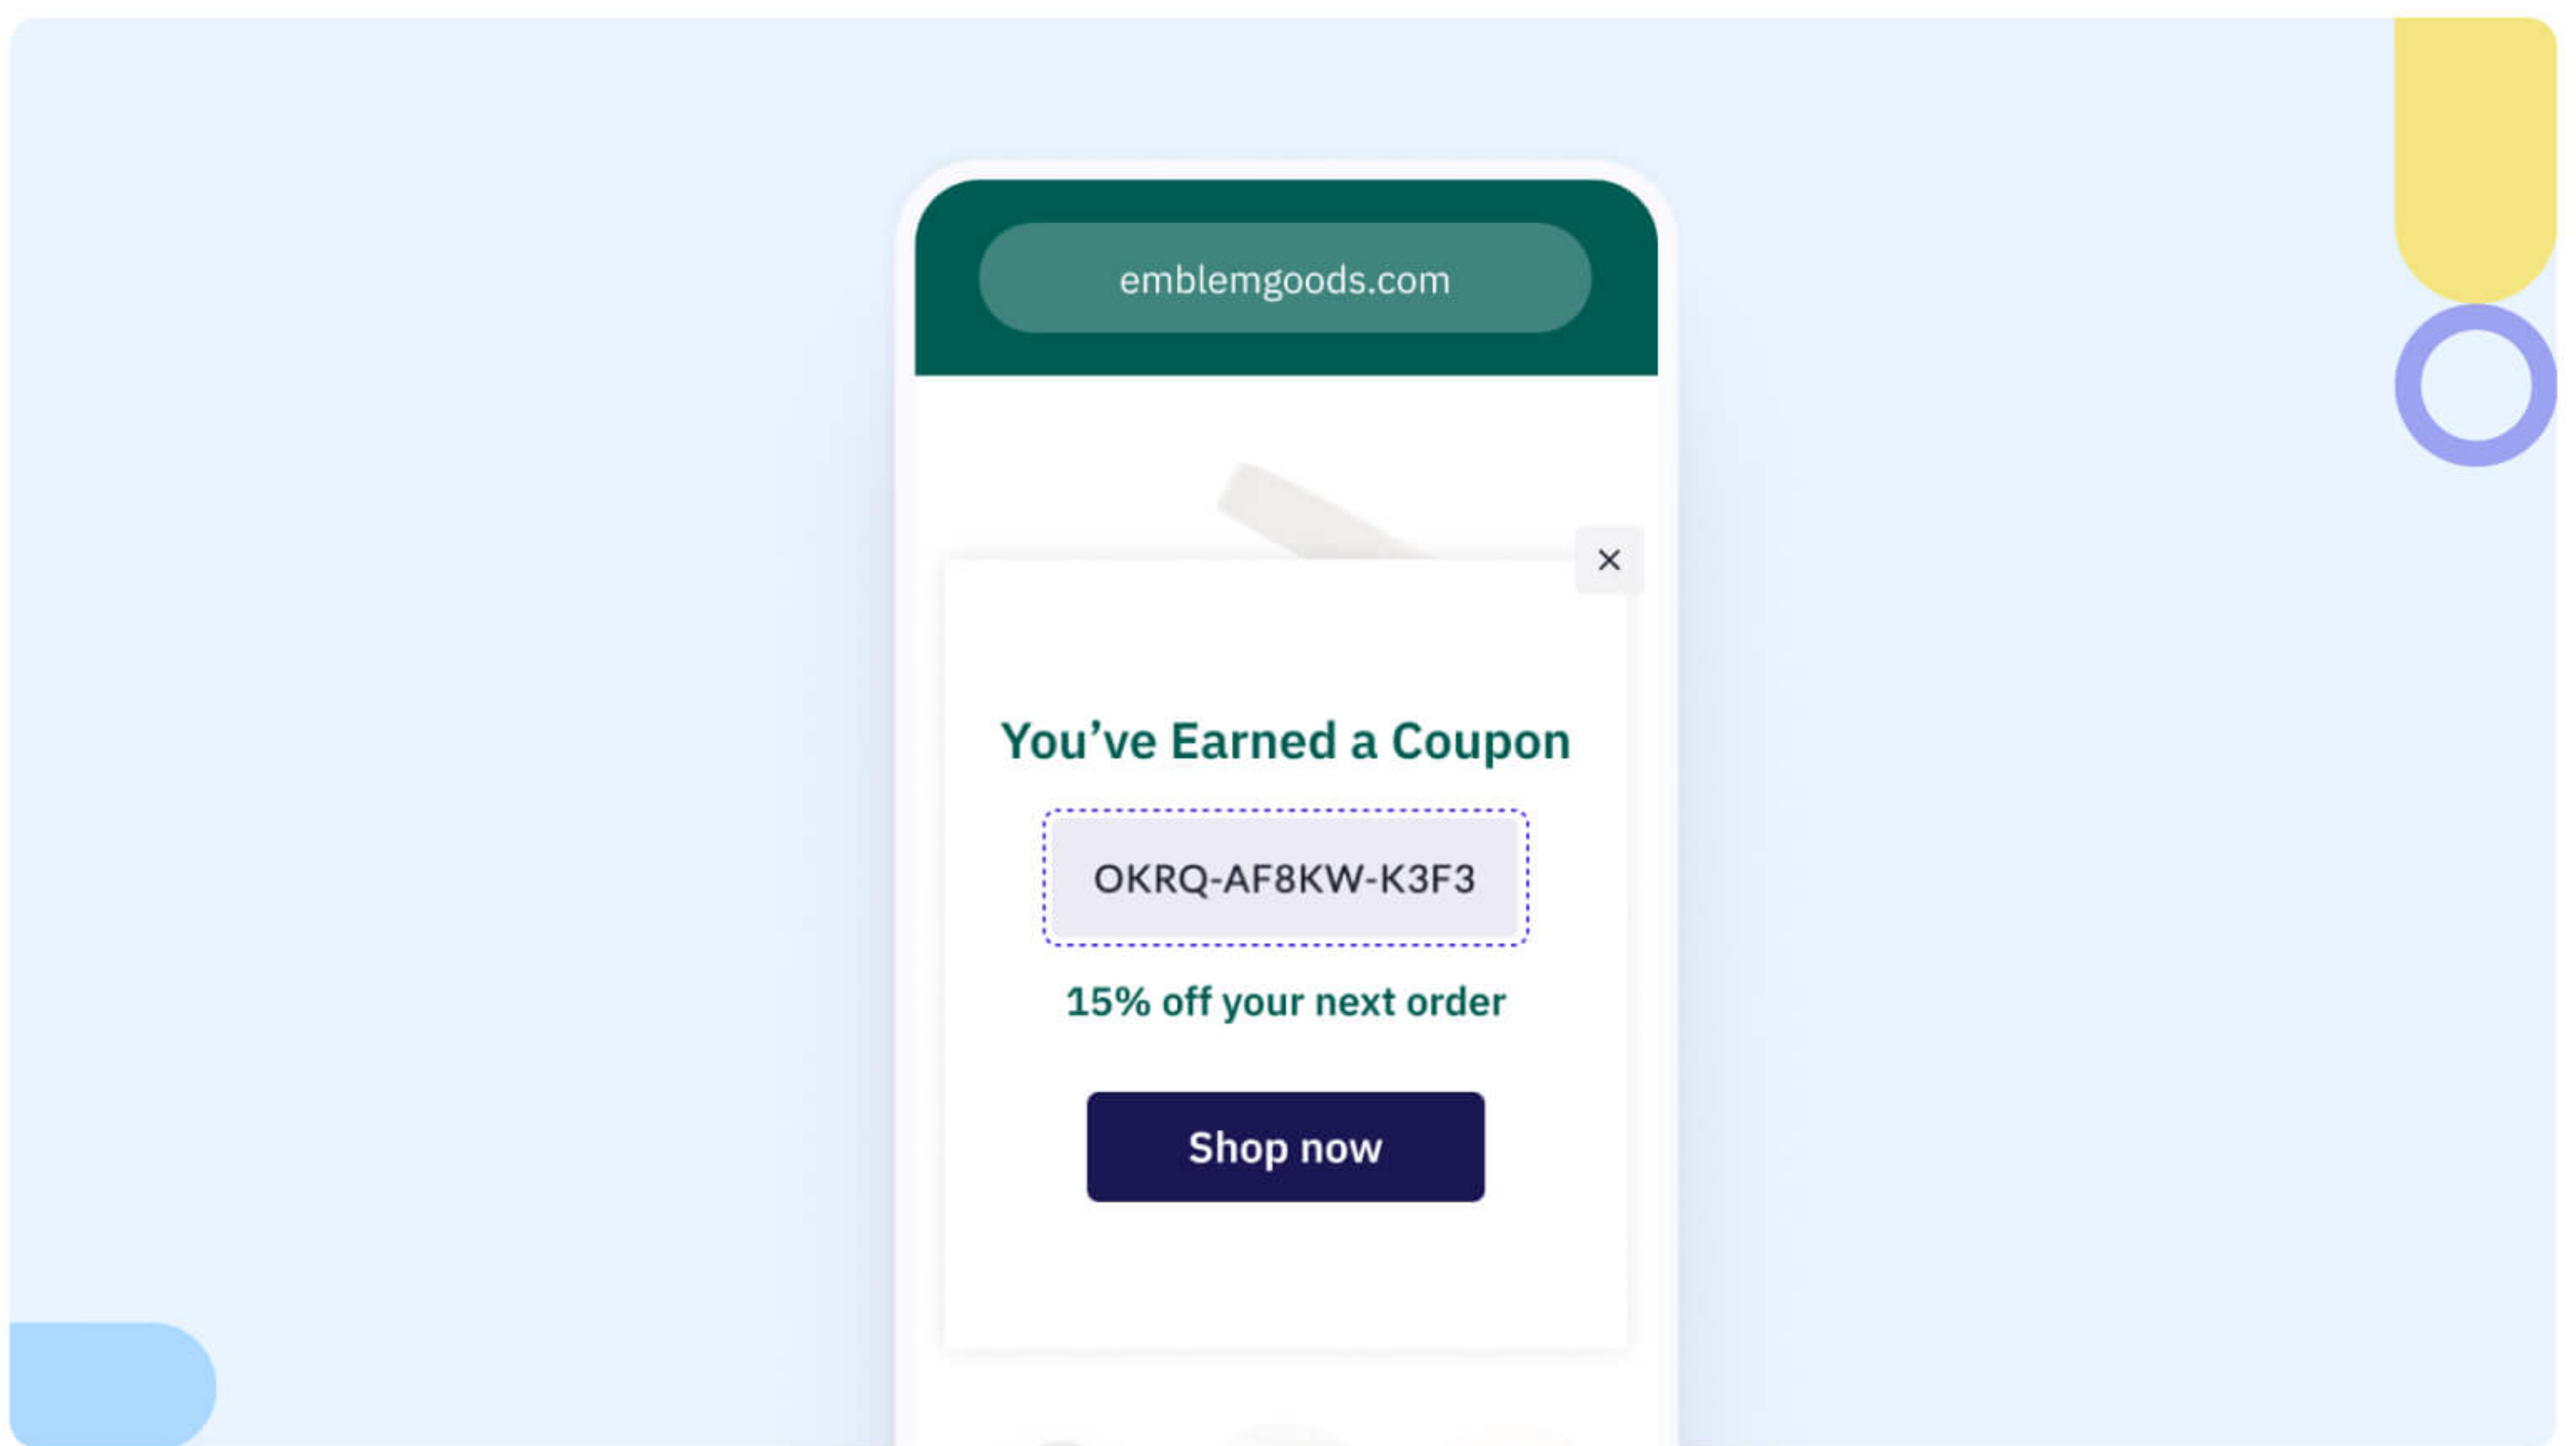 emblemgoods.com
You’ve Earned a Coupon
OKRQ-AF8KW-K3F3
15% off your next order
Shop now